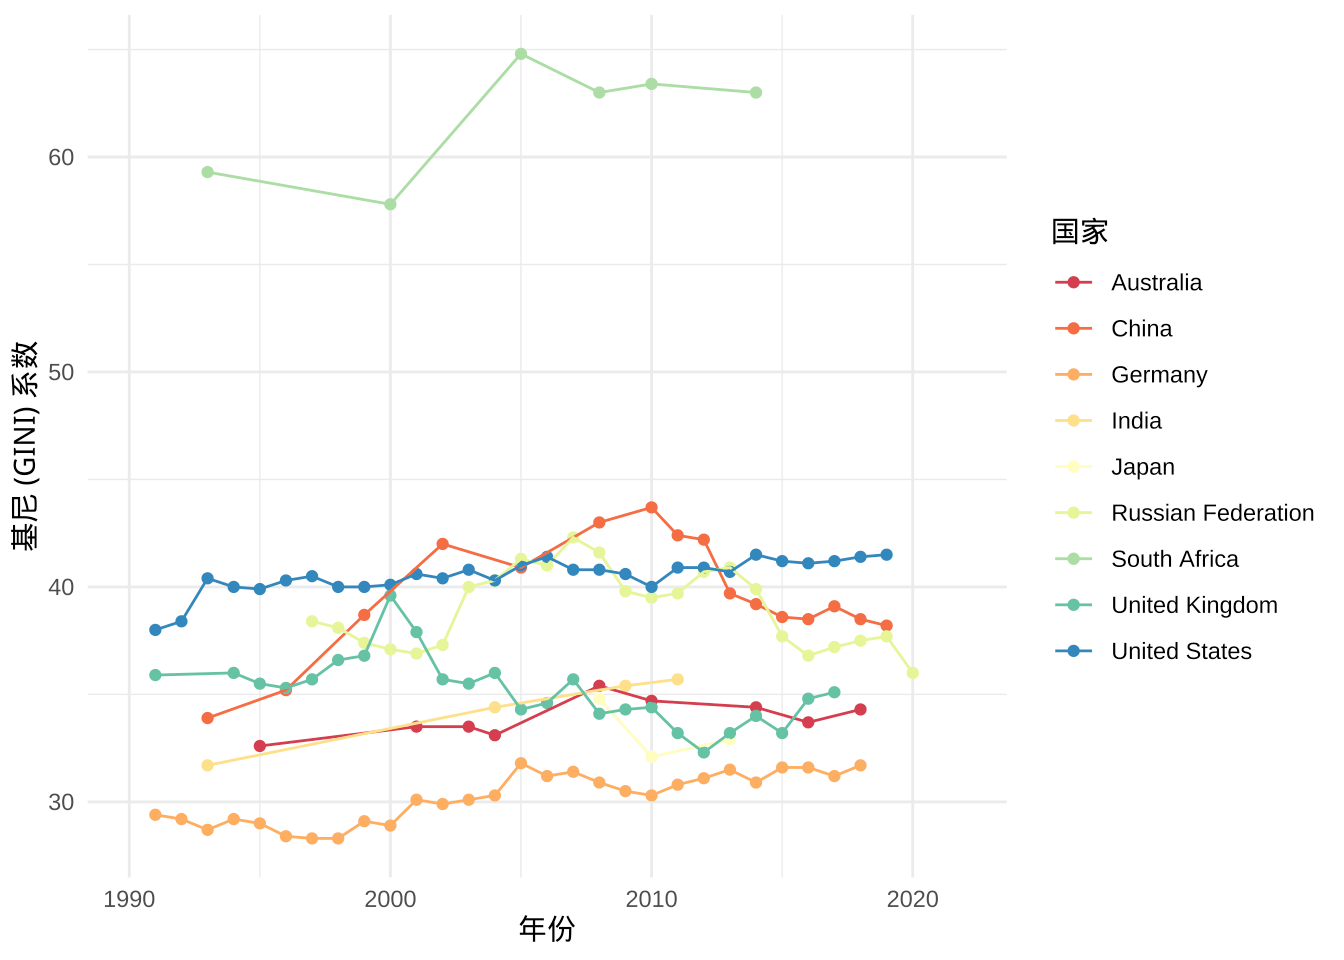 60
50
40
30
基尼 (GINI) 系数
1990 2000 2010 2020
年份
国家
Australia
China
Germany
India
Japan
Russian Federation
South Africa
United Kingdom
United States